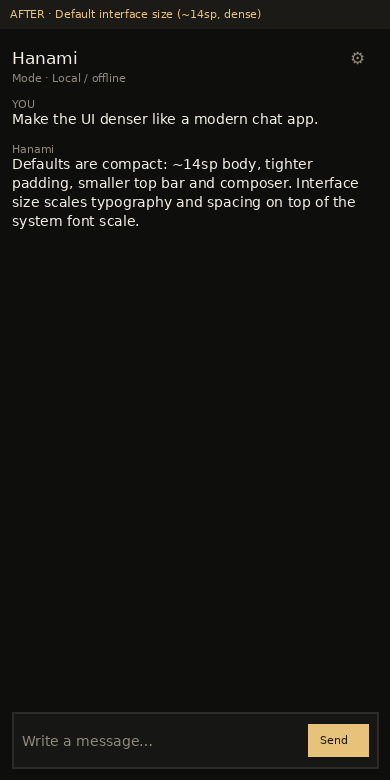 AFTER · Default interface size (~14sp, dense)
Hanami
⚙
Mode · Local / offline
YOU
Make the UI denser like a modern chat app.
Hanami
Defaults are compact: ~14sp body, tighter
padding, smaller top bar and composer. Interface
size scales typography and spacing on top of the
system font scale.
Write a message...
Send